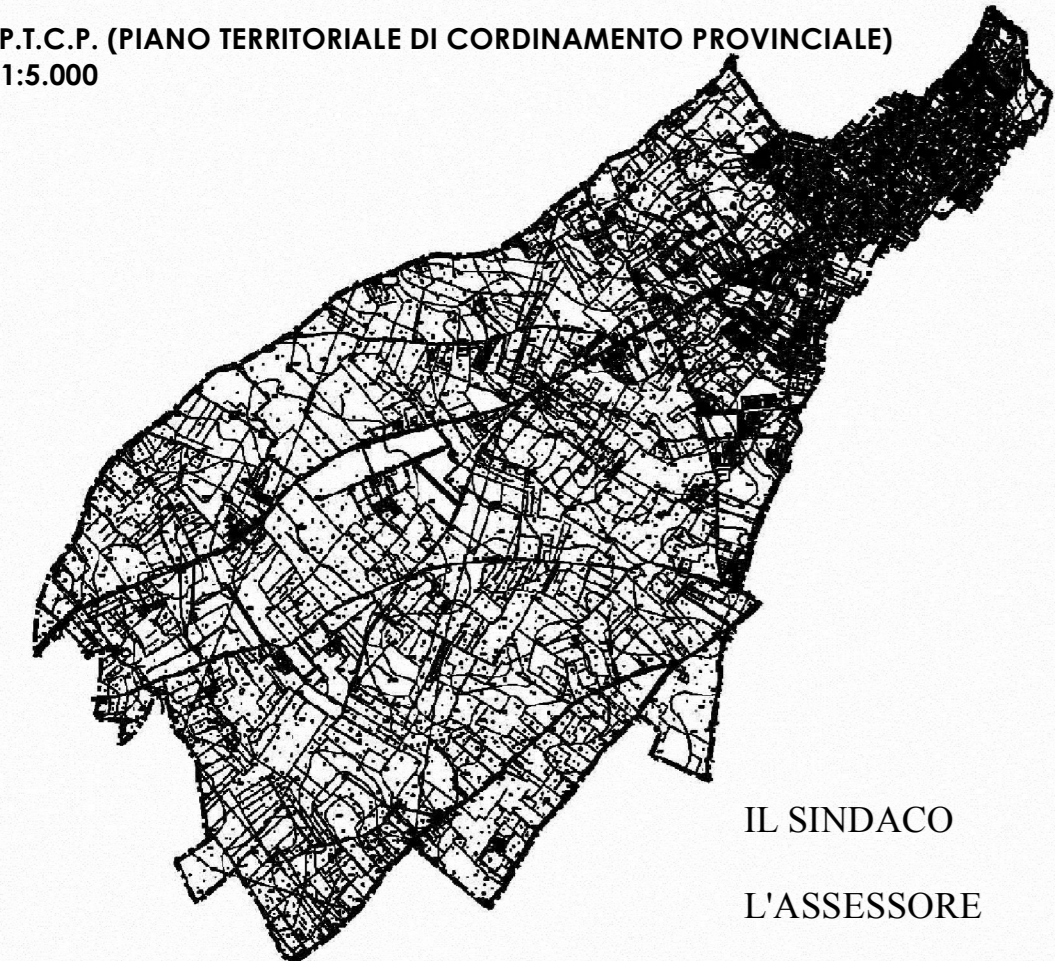 P.T.C.P. (PIANO TERRITORIALE DI CORDINAMENTO PROVINCIALE)
1:5.000
IL SINDACO
L'ASSESSORE